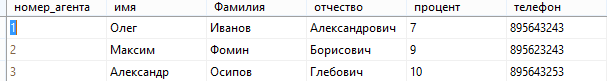 номер_агента имя Фамилия отчество процент телефон
1 Олег Иванов Александрович 7 895643243
2 Максим Фомин Борисович 9 895623243
3 Александр Осипов Глебович 10 895643253